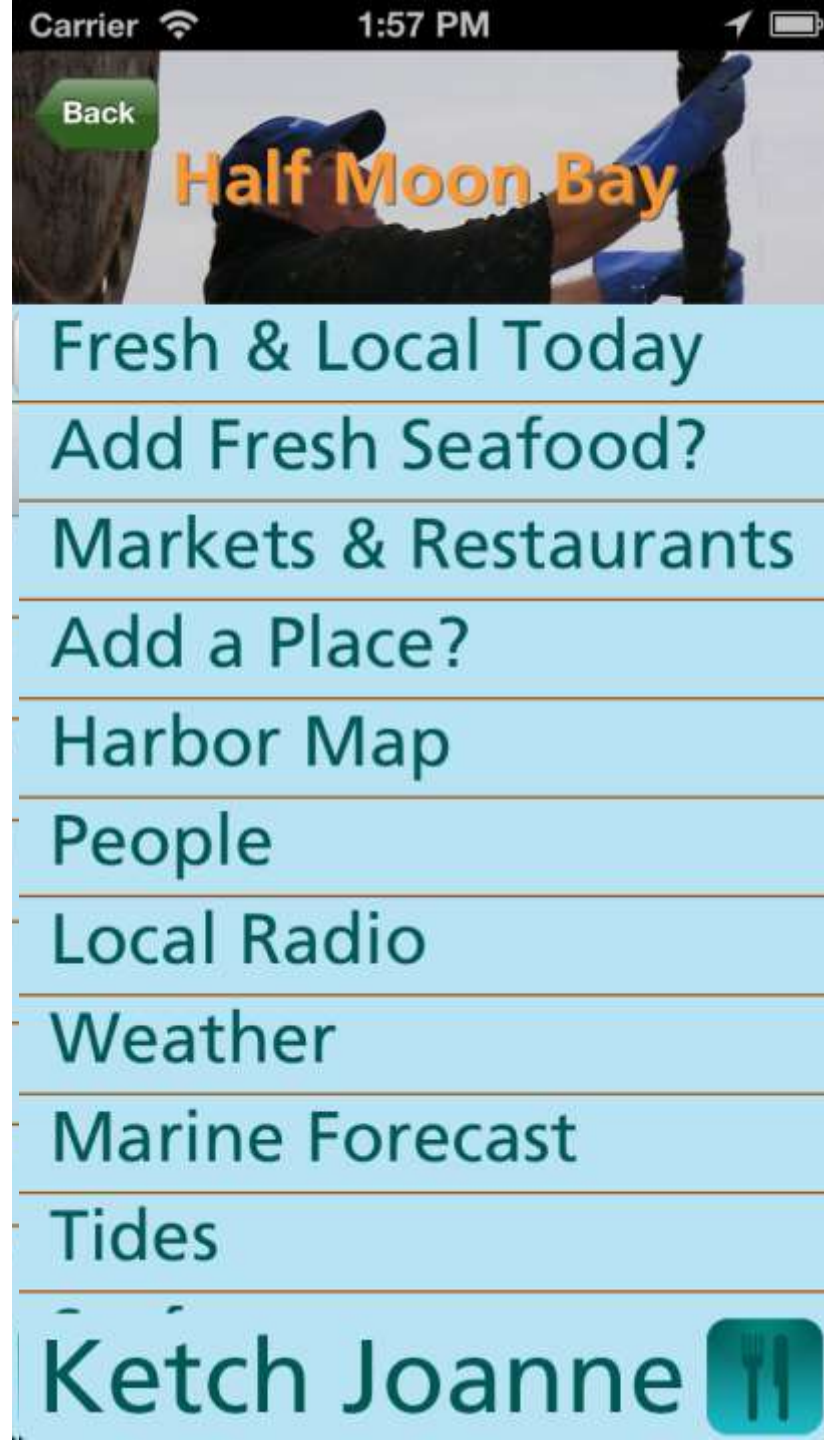 Carrier
1:57 PM
Back
Half Moon Bay
Fresh & Local Today
Add Fresh Seafood?
Markets & Restaurants
Add a Place?
Harbor Map
People
Local Radio
Weather
Marine Forecast
Tides
Ketch Joanne